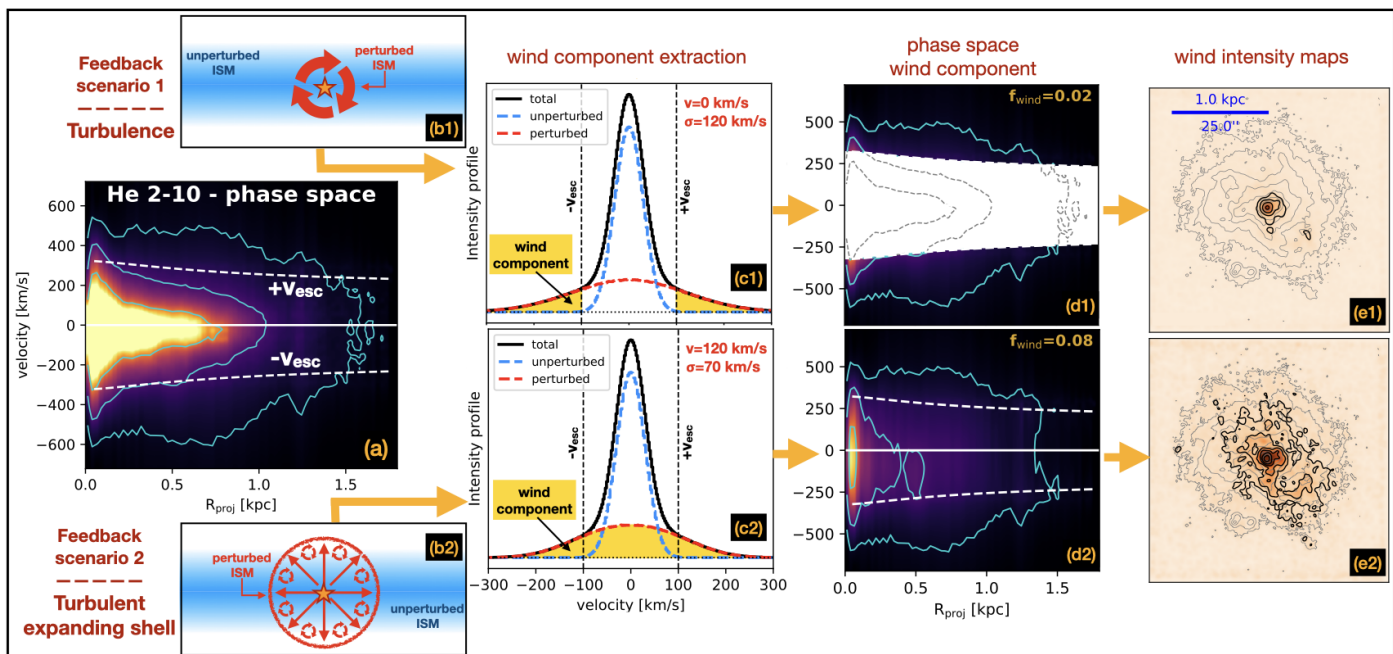 Feedback
scenario 1
Turbulence
unperturbed
ISM
perturbed
ISM
(b1)
He 2-10 - phase space
velocity [km/s]
600
400
200
0
−200
−400
−600
+vesc
-vesc
(a)
0.0
0.5
1.0
1.5
Rproj [kpc]
Feedback
scenario 2
Turbulent
expanding shell
perturbed
ISM
unperturbed
ISM
(b2)
wind component extraction
Intensity profile
total
unperturbed
perturbed
v=0 km/s
σ=120 km/s
-vesc
+vesc
wind
component
(c1)
Intensity profile
total
unperturbed
perturbed
v=120 km/s
σ=70 km/s
-vesc
+vesc
wind
component
(c2)
−300
−200
−100
0
100
200
300
velocity [km/s]
phase space
wind component
fwind=0.02
500
250
0
−250
−500
(d1)
fwind=0.08
500
250
0
−250
−500
(d2)
0.0
0.5
1.0
1.5
Rproj [kpc]
wind intensity maps
1.0 kpc
25.0''
(e1)
(e2)